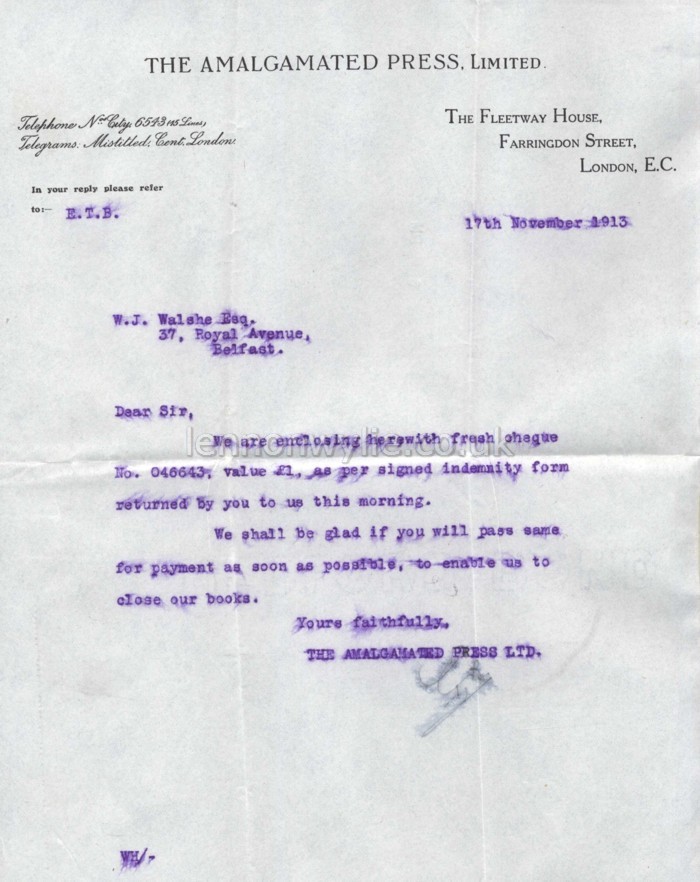 THE AMALGAMATED PRESS, LIMITED.
Telephone No City, 6543 (45 Lines)
Telegrams. Mistitled, Cent. London.
THE FLEETWAY HOUSE,
FARRINGDON STREET,
LONDON, E.C.
In your reply please refer
to:— E.T.B.
17th November 1913
W.J. Walshe Esq.
37, Royal Avenue,
Belfast.
Dear Sir,
We are enclosing herewith fresh cheque
lennonwylie.co.uk
No. 046643, value £1, as per signed indemnity form
returned by you to us this morning.
We shall be glad if you will pass same
for payment as soon as possible, to enable us to
close our books.
Yours faithfully,
THE AMALGAMATED PRESS LTD.
WH/-